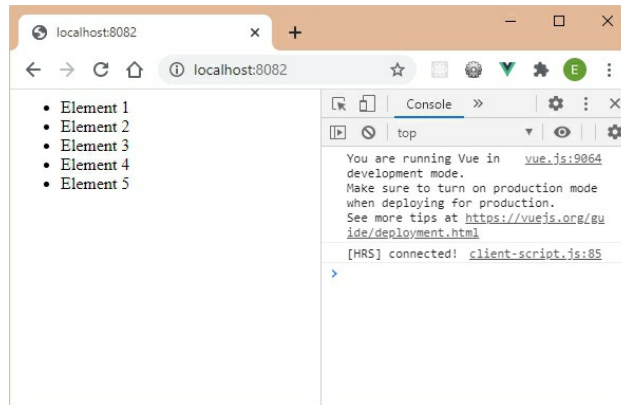 localhost:8082
localhost:8082
Element 1
Element 2
Element 3
Element 4
Element 5
Console
top
You are running Vue in vue.js:9064
development mode.
Make sure to turn on production mode
when deploying for production.
See more tips at https://vuejs.org/gu
ide/deployment.html
[HRS] connected! client-script.js:85
E